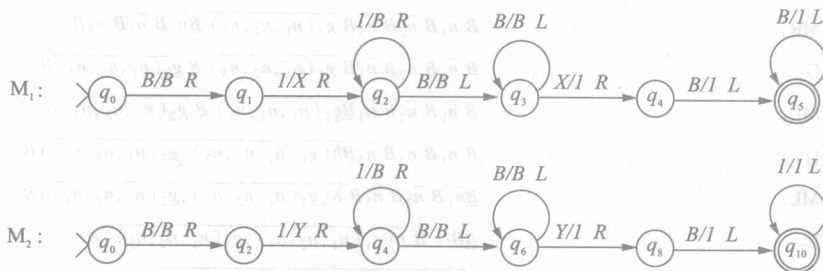 1/B R B/B L B/1 L
M₁ : q₀ B/B R q₁ 1/X R q₂ B/B L q₃ X/1 R q₄ B/1 L q₅
1/B R B/B L 1/1 L
M₂ : q₀ B/B R q₂ 1/Y R q₄ B/B L q₆ Y/1 R q₈ B/1 L q₁₀